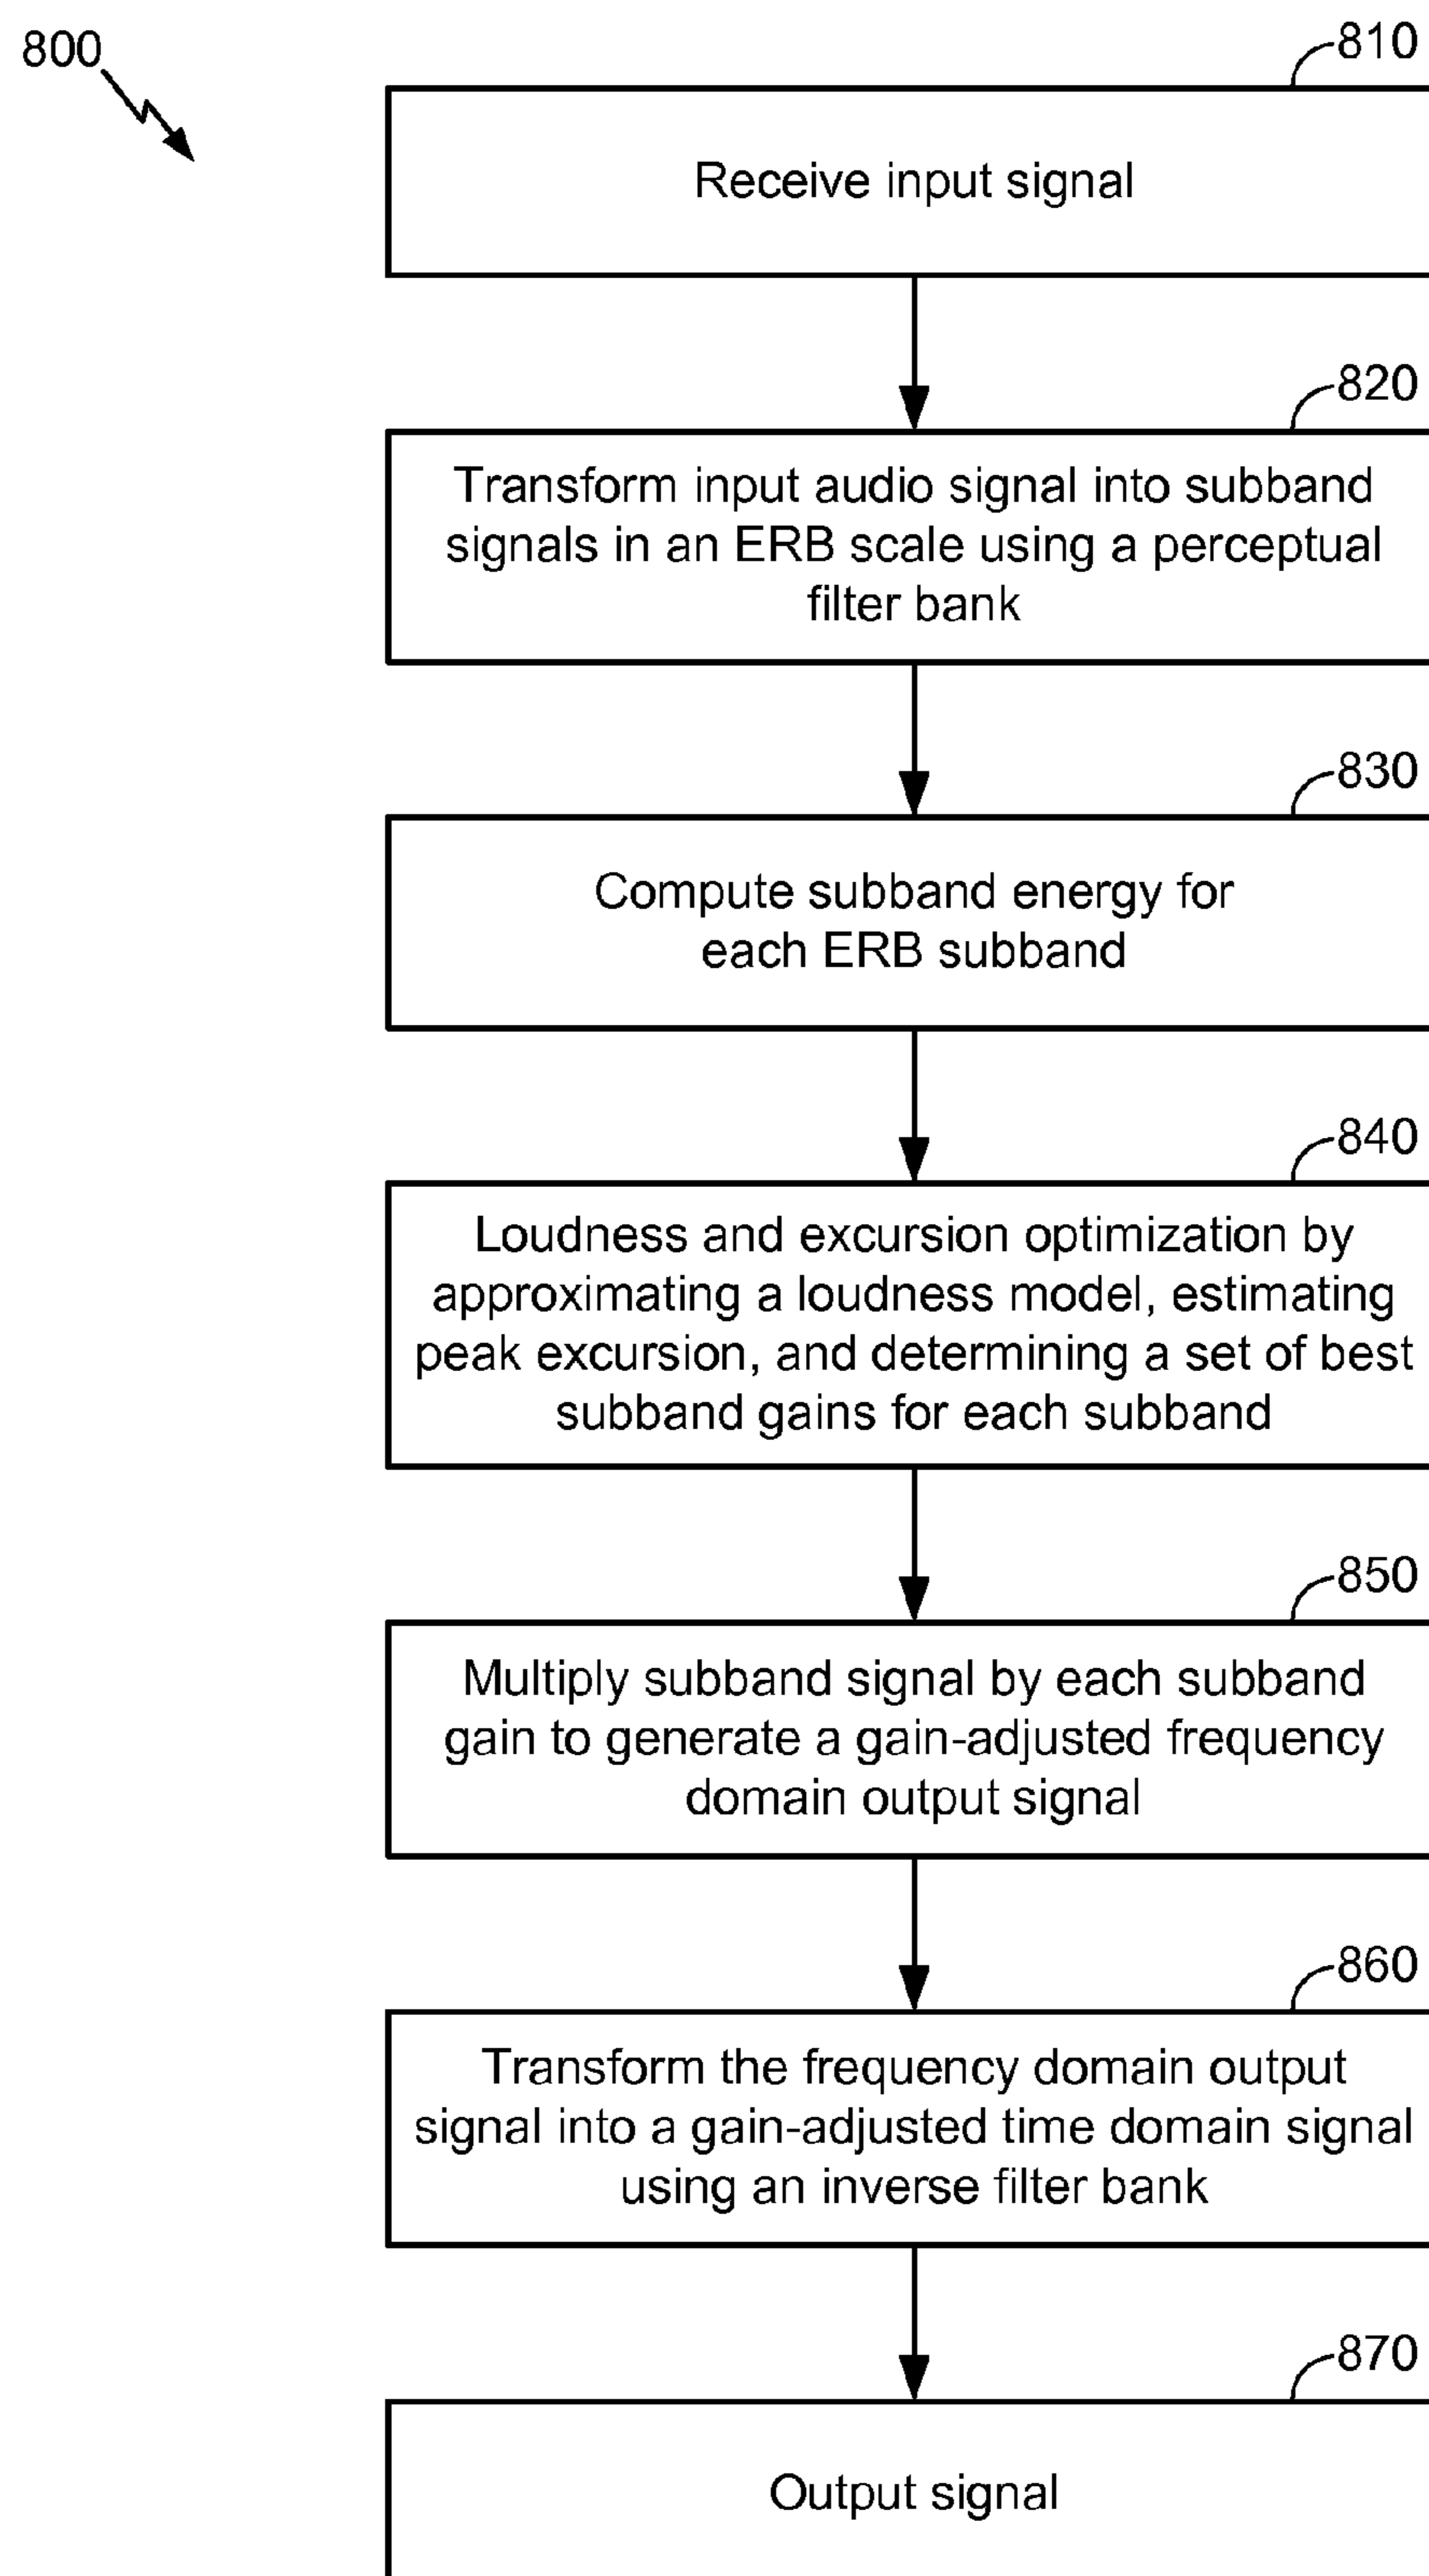 800
810
Receive input signal
820
Transform input audio signal into subband
signals in an ERB scale using a perceptual
filter bank
830
Compute subband energy for
each ERB subband
840
Loudness and excursion optimization by
approximating a loudness model, estimating
peak excursion, and determining a set of best
subband gains for each subband
850
Multiply subband signal by each subband
gain to generate a gain-adjusted frequency
domain output signal
860
Transform the frequency domain output
signal into a gain-adjusted time domain signal
using an inverse filter bank
870
Output signal